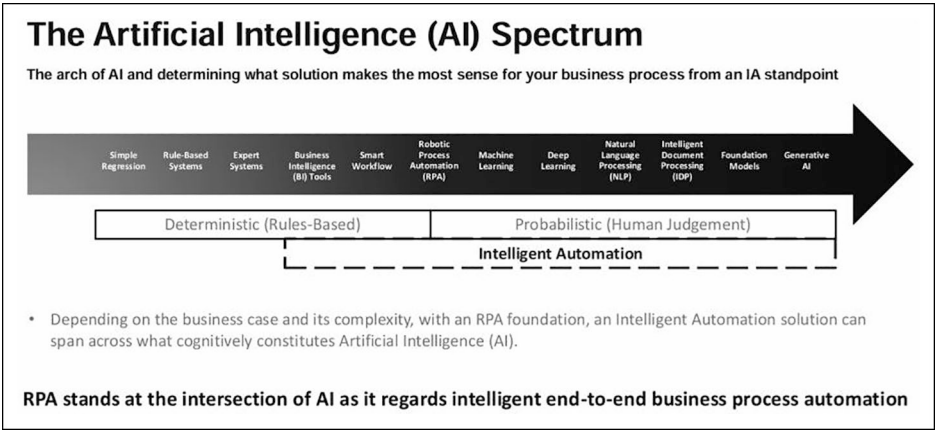 The Artificial Intelligence (AI) Spectrum
The arch of AI and determining what solution makes the most sense for your business process from an IA standpoint
Simple
Regression
Rule-Based
Systems
Expert
Systems
Business
Intelligence
(BI) Tools
Smart
Workflow
Robotic
Process
Automation
(RPA)
Machine
Learning
Deep
Learning
Natural
Language
Processing
(NLP)
Intelligent
Document
Processing
(IDP)
Foundation
Models
Generative
AI
Deterministic (Rules-Based)
Probabilistic (Human Judgement)
Intelligent Automation
• Depending on the business case and its complexity, with an RPA foundation, an Intelligent Automation solution can
span across what cognitively constitutes Artificial Intelligence (AI).
RPA stands at the intersection of AI as it regards intelligent end-to-end business process automation